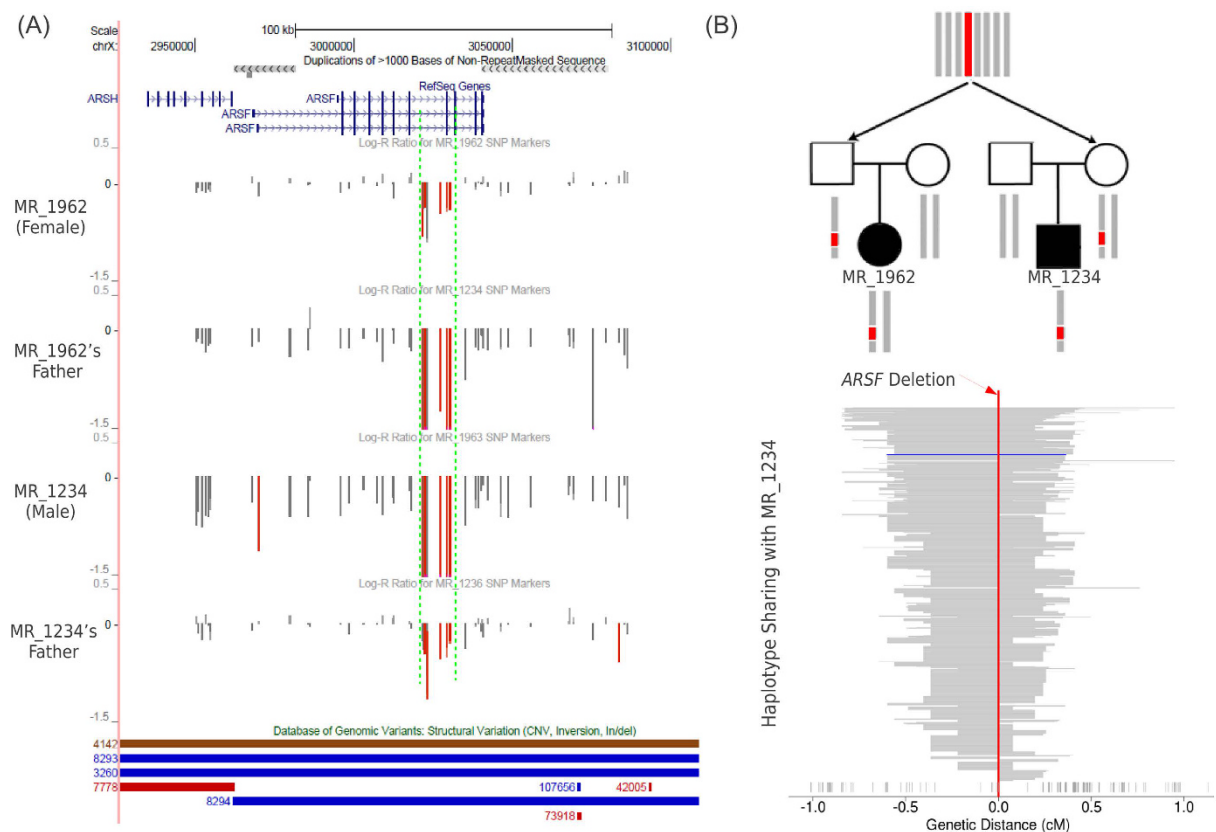 (A)
Scale
100 kb
chrX:
2950000
3000000
3050000
3100000
Duplications of >1000 Bases of Non-RepeatMasked Sequence
RefSeq Genes
ARSH
ARSF
ARSF
ARSF
Log-R Ratio for MR_1962 SNP Markers
0.5
0
MR_1962
(Female)
-1.5
Log-R Ratio for MR_1234 SNP Markers
0.5
0
MR_1962's
Father
-1.5
Log-R Ratio for MR_1963 SNP Markers
0.5
0
MR_1234
(Male)
-1.5
Log-R Ratio for MR_1236 SNP Markers
0.5
0
MR_1234's
Father
-1.5
Database of Genomic Variants: Structural Variation (CNV, Inversion, In/del)
4142
8293
3260
7778
107656
42005
8294
73918
(B)
MR_1962
MR_1234
ARSF Deletion
Haplotype Sharing with MR_1234
-1.0
-0.5
0.0
0.5
1.0
Genetic Distance (cM)